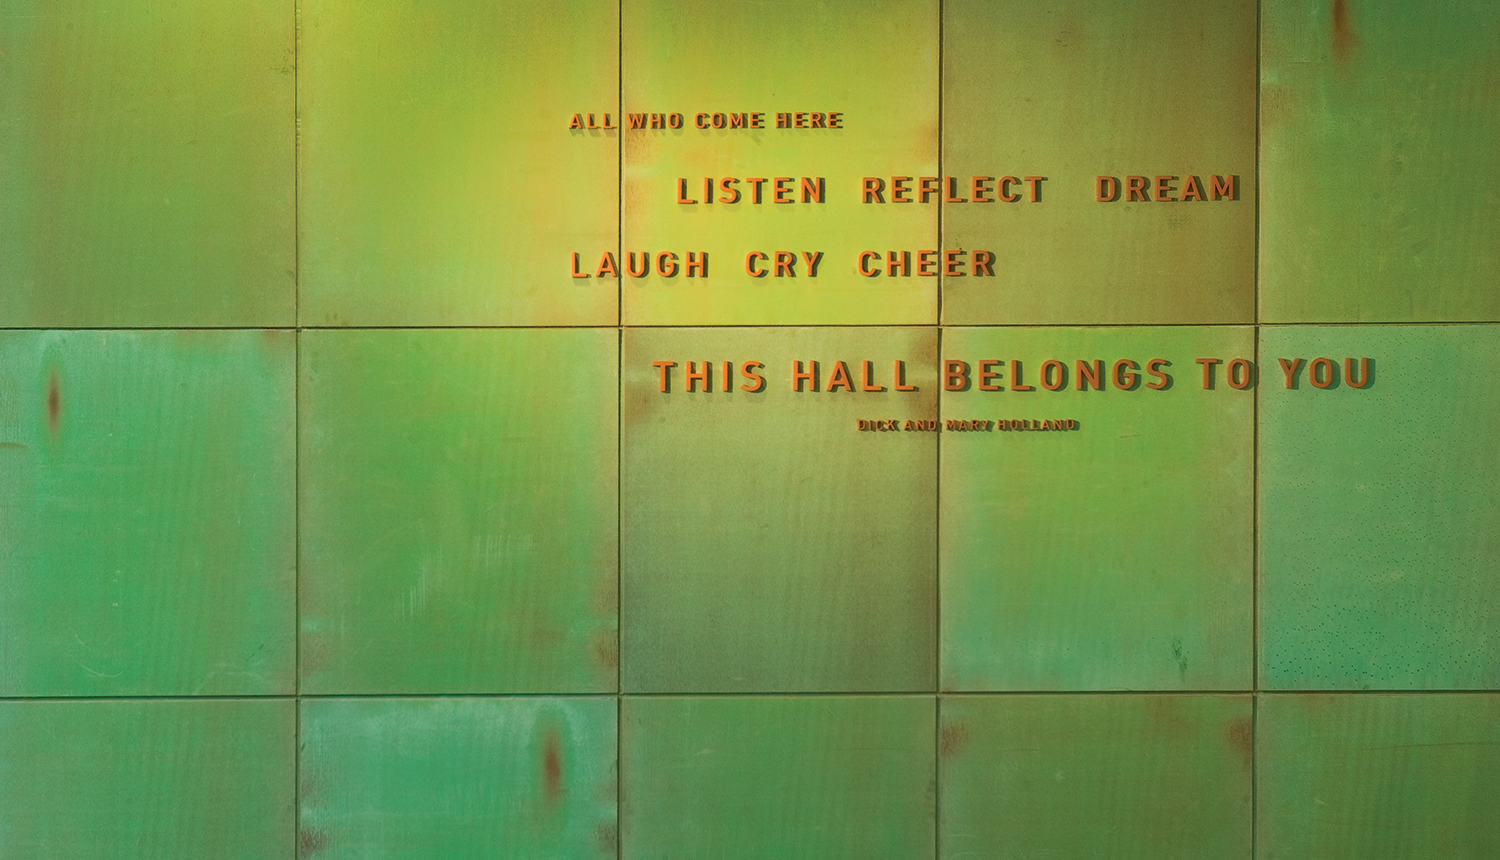 ALL WHO COME HERE
LISTEN REFLECT DREAM
LAUGH CRY CHEER
THIS HALL BELONGS TO YOU
DICK AND MARY HOLLAND